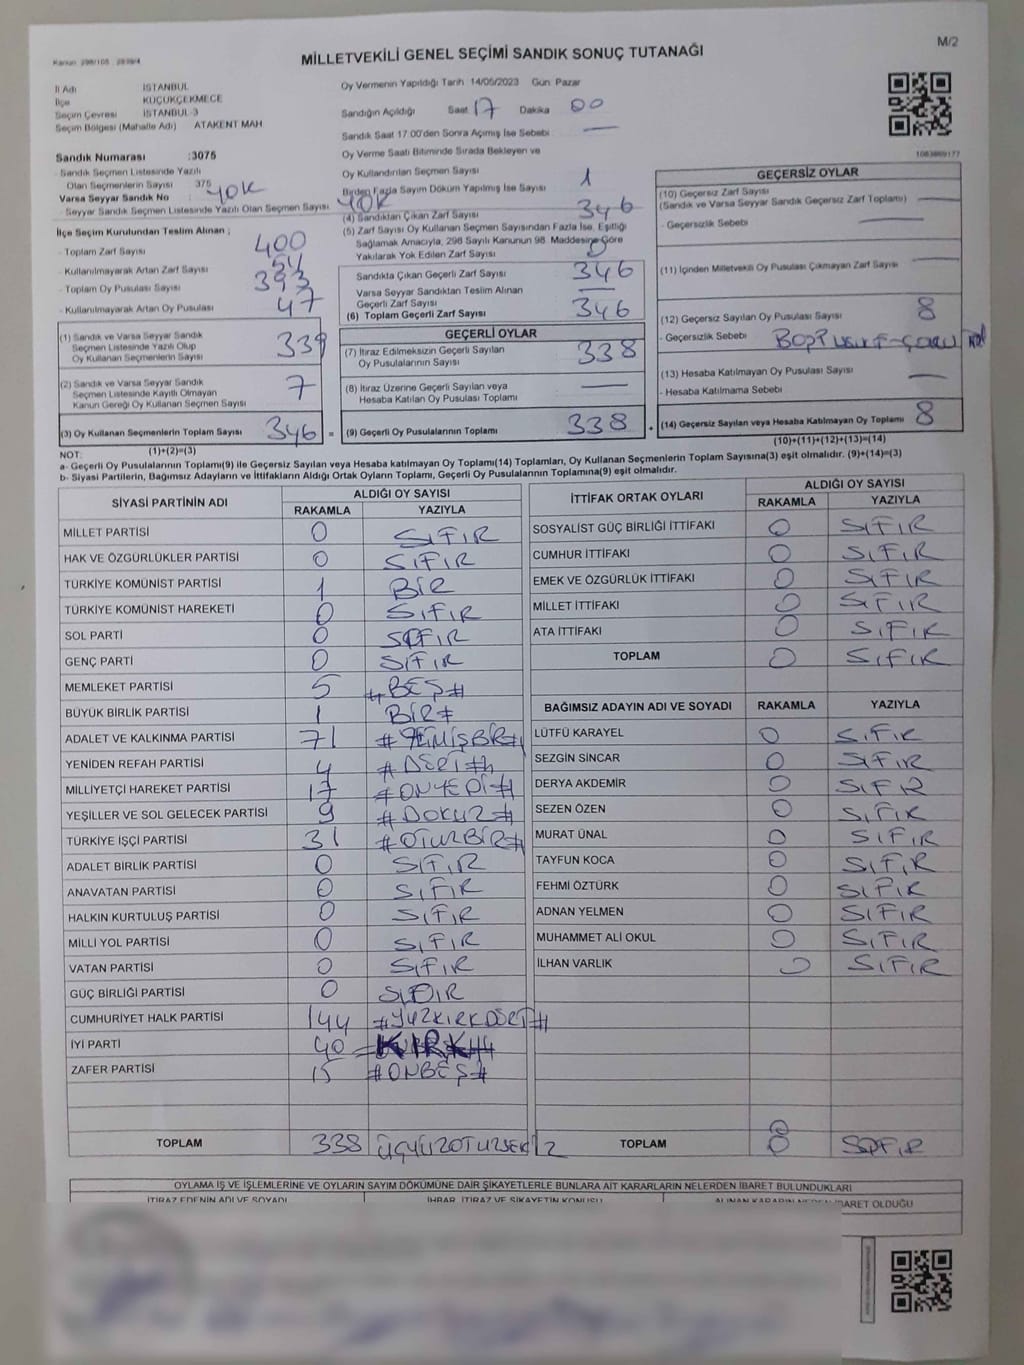 Kanun: 298/105 , 2839/4
MİLLETVEKİLİ GENEL SEÇİMİ SANDIK SONUÇ TUTANAĞI
M/2
İl Adı İSTANBUL
İlçe KÜÇÜKÇEKMECE
Seçim Çevresi İSTANBUL-3
Seçim Bölgesi (Mahalle Adı) ATAKENT MAH
Sandık Numarası :3075
- Sandık Seçmen Listesinde Yazılı
Olan Seçmenlerin Sayısı 375
Varsa Seyyar Sandık No : YOK
- Seyyar Sandık Seçmen Listesinde Yazılı Olan Seçmen Sayısı YOK
Oy Vermenin Yapıldığı Tarih 14/05/2023 Gün Pazar
Sandığın Açıldığı Saat 17 Dakika 00
Sandık Saat 17:00'den Sonra Açımış İse Sebebi —
Oy Verme Saati Bitiminde Sırada Bekleyen ve
Oy Kullandırılan Seçmen Sayısı 1
Birden Fazla Sayım Döküm Yapılmış İse Sayısı
(4) Sandıktan Çıkan Zarf Sayısı 346
(5) Zarf Sayısı Oy Kullanan Seçmen Sayısından Fazla İse, Eşitliği
Sağlamak Amacıyla, 298 Sayılı Kanunun 98. Maddesine Göre
Yakılarak Yok Edilen Zarf Sayısı 0
1083869177
İlçe Seçim Kurulundan Teslim Alınan ;
- Toplam Zarf Sayısı 400
- Kullanılmayarak Artan Zarf Sayısı 54
- Toplam Oy Pusulası Sayısı 393
- Kullanılmayarak Artan Oy Pusulası 47
Sandıkta Çıkan Geçerli Zarf Sayısı 346
Varsa Seyyar Sandıktan Teslim Alınan
Geçerli Zarf Sayısı —
(6) Toplam Geçerli Zarf Sayısı 346
(1) Sandık ve Varsa Seyyar Sandık
Seçmen Listesinde Yazılı Olup
Oy Kullanan Seçmenlerin Sayısı 339
(2) Sandık ve Varsa Seyyar Sandık
Seçmen Listesinde Kayıtlı Olmayan
Kanun Gereği Oy Kullanan Seçmen Sayısı 7
(3) Oy Kullanan Seçmenlerin Toplam Sayısı 346 =
(1)+(2)=(3)
GEÇERLİ OYLAR
(7) İtiraz Edilmeksizin Geçerli Sayılan
Oy Pusulalarının Sayısı 338
(8) İtiraz Üzerine Geçerli Sayılan veya
Hesaba Katılan Oy Pusulası Toplamı —
(9) Geçerli Oy Pusulalarının Toplamı 338 +
GEÇERSİZ OYLAR
(10) Geçersiz Zarf Sayısı
(Sandık ve Varsa Seyyar Sandık Geçersiz Zarf Toplamı) —
- Geçersizlik Sebebi —
(11) İçinden Milletvekili Oy Pusulası Çıkmayan Zarf Sayısı —
(12) Geçersiz Sayılan Oy Pusulası Sayısı 8
- Geçersizlik Sebebi
(13) Hesaba Katılmayan Oy Pusulası Sayısı —
- Hesaba Katılmama Sebebi
(14) Geçersiz Sayılan veya Hesaba Katılmayan Oy Toplamı 8
(10)+(11)+(12)+(13)=(14)
NOT:
a- Geçerli Oy Pusulalarının Toplamı(9) ile Geçersiz Sayılan veya Hesaba katılmayan Oy Toplamı(14) Toplamları, Oy Kullanan Seçmenlerin Toplam Sayısına(3) eşit olmalıdır. (9)+(14)=(3)
b- Siyasi Partilerin, Bağımsız Adayların ve İttifakların Aldığı Ortak Oyların Toplamı, Geçerli Oy Pusulalarının Toplamına(9) eşit olmalıdır.
SİYASİ PARTİNİN ADI ALDIĞI OY SAYISI
RAKAMLA YAZIYLA
MİLLET PARTİSİ 0 SIFIR
HAK VE ÖZGÜRLÜKLER PARTİSİ 0 SIFIR
TÜRKİYE KOMÜNİST PARTİSİ 1 BİR
TÜRKİYE KOMÜNİST HAREKETİ 0 SIFIR
SOL PARTİ 0 SIFIR
GENÇ PARTİ 0 SIFIR
MEMLEKET PARTİSİ 5 #BEŞ#
BÜYÜK BİRLİK PARTİSİ 1 BİR#
ADALET VE KALKINMA PARTİSİ 71 #YETMİŞBİR#
YENİDEN REFAH PARTİSİ 4 #DÖRT#
MİLLİYETÇİ HAREKET PARTİSİ 17 #ONYEDİ#
YEŞİLLER VE SOL GELECEK PARTİSİ 9 #DOKUZ#
TÜRKİYE İŞÇİ PARTİSİ 31 #OTUZBİR#
ADALET BİRLİK PARTİSİ 0 SIFIR
ANAVATAN PARTİSİ 0 SIFIR
HALKIN KURTULUŞ PARTİSİ 0 SIFIR
MİLLİ YOL PARTİSİ 0 SIFIR
VATAN PARTİSİ 0 SIFIR
GÜÇ BİRLİĞİ PARTİSİ 0 SIFIR
CUMHURİYET HALK PARTİSİ 144 #YÜZKIRKDÖRT#
İYİ PARTİ 40 KIRK
ZAFER PARTİSİ 15 #ONBEŞ#
TOPLAM 338 ÜÇYÜZOTUZSEKİZ
İTTİFAK ORTAK OYLARI ALDIĞI OY SAYISI
RAKAMLA YAZIYLA
SOSYALİST GÜÇ BİRLİĞİ İTTİFAKI 0 SIFIR
CUMHUR İTTİFAKI 0 SIFIR
EMEK VE ÖZGÜRLÜK İTTİFAKI 0 SIFIR
MİLLET İTTİFAKI 0 SIFIR
ATA İTTİFAKI 0 SIFIR
TOPLAM 0 SIFIR
BAĞIMSIZ ADAYIN ADI VE SOYADI RAKAMLA YAZIYLA
LÜTFÜ KARAYEL 0 SIFIR
SEZGİN SİNCAR 0 SIFIR
DERYA AKDEMİR 0 SIFIR
SEZEN ÖZEN 0 SIFIR
MURAT ÜNAL 0 SIFIR
TAYFUN KOCA 0 SIFIR
FEHMİ ÖZTÜRK 0 SIFIR
ADNAN YELMEN 0 SIFIR
MUHAMMET ALİ OKUL 0 SIFIR
İLHAN VARLIK 0 SIFIR
TOPLAM 0 SIFIR
OYLAMA İŞ VE İŞLEMLERİNE VE OYLARIN SAYIM DÖKÜMÜNE DAİR ŞİKAYETLERLE BUNLARA AİT KARARLARIN NELERDEN İBARET BULUNDUKLARI
İTİRAZ EDENİN ADI VE SOYADI İHBAR, İTİRAZ VE ŞİKAYETİN KONUSU ALINAN KARARIN NEDEN İBARET OLDUĞU